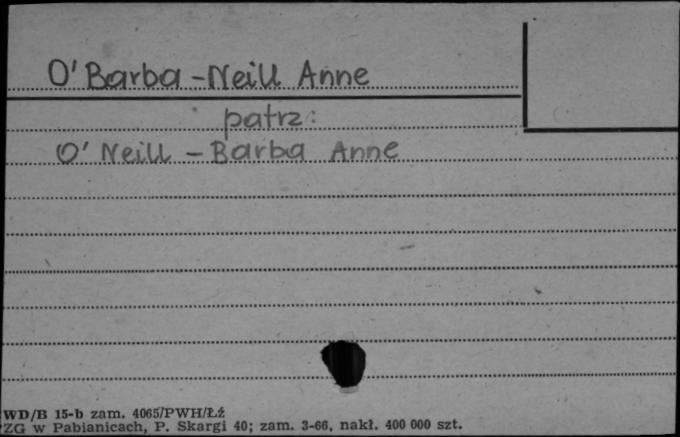 O' Barba - Neill Anne
patrz:
O' Neill - Barba Anne
WD/B 15-b zam. 4065/PWH/Łź
ZG w Pabianicach, P. Skargi 40; zam. 3-66, nakł. 400 000 szt.